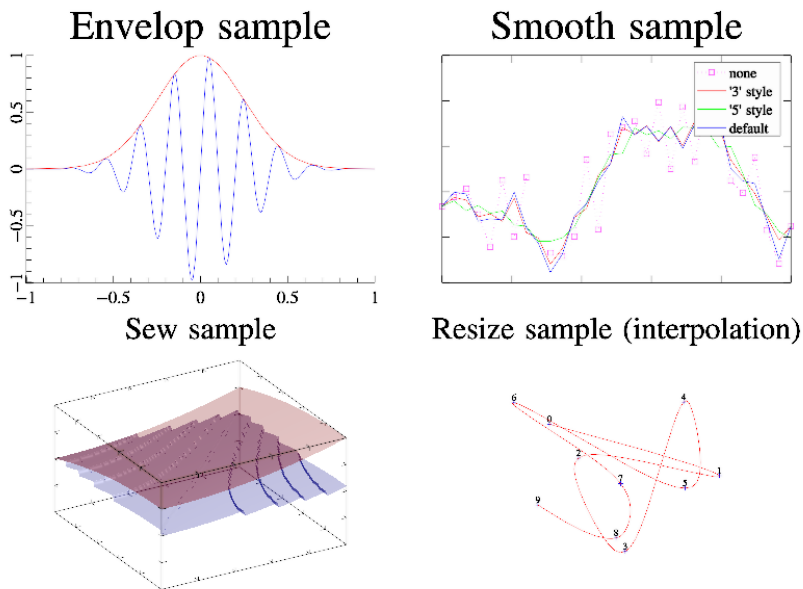 Envelop sample
Smooth sample
1
0.5
0
−0.5
−1
−1
−0.5
0
0.5
1
none
'3' style
'5' style
default
Sew sample
Resize sample (interpolation)
6
4
0
2
1
7
5
9
8
3